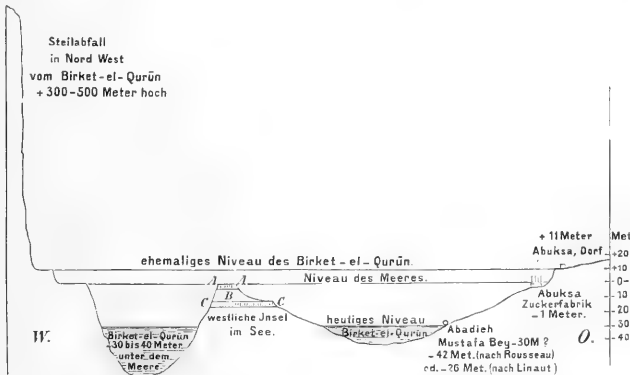 Steilabfall
in Nord West
vom Birket-el-Qurūn
+300-500 Meter hoch
+ 11 Meter
Abuksa, Dorf.
Met
+20
+10
0
10
20
30
40
ehemaliges Niveau des Birket-el-Qurūn.
Niveau des Meeres.
A A
B
C C
westliche Jnsel
im See.
Abuksa
Zuckerfabrik
-1 Meter.
heutiges Niveau
Birket-el-Qurūn
W.
Birket-el-Qurūn
-30 bis 40 Meter
unter dem
Meere.
Abadieh
Mustafa Bey-30M ?
-42 Met.(nach Rousseau)
od.-26 Met.(nach Linaut)
O.